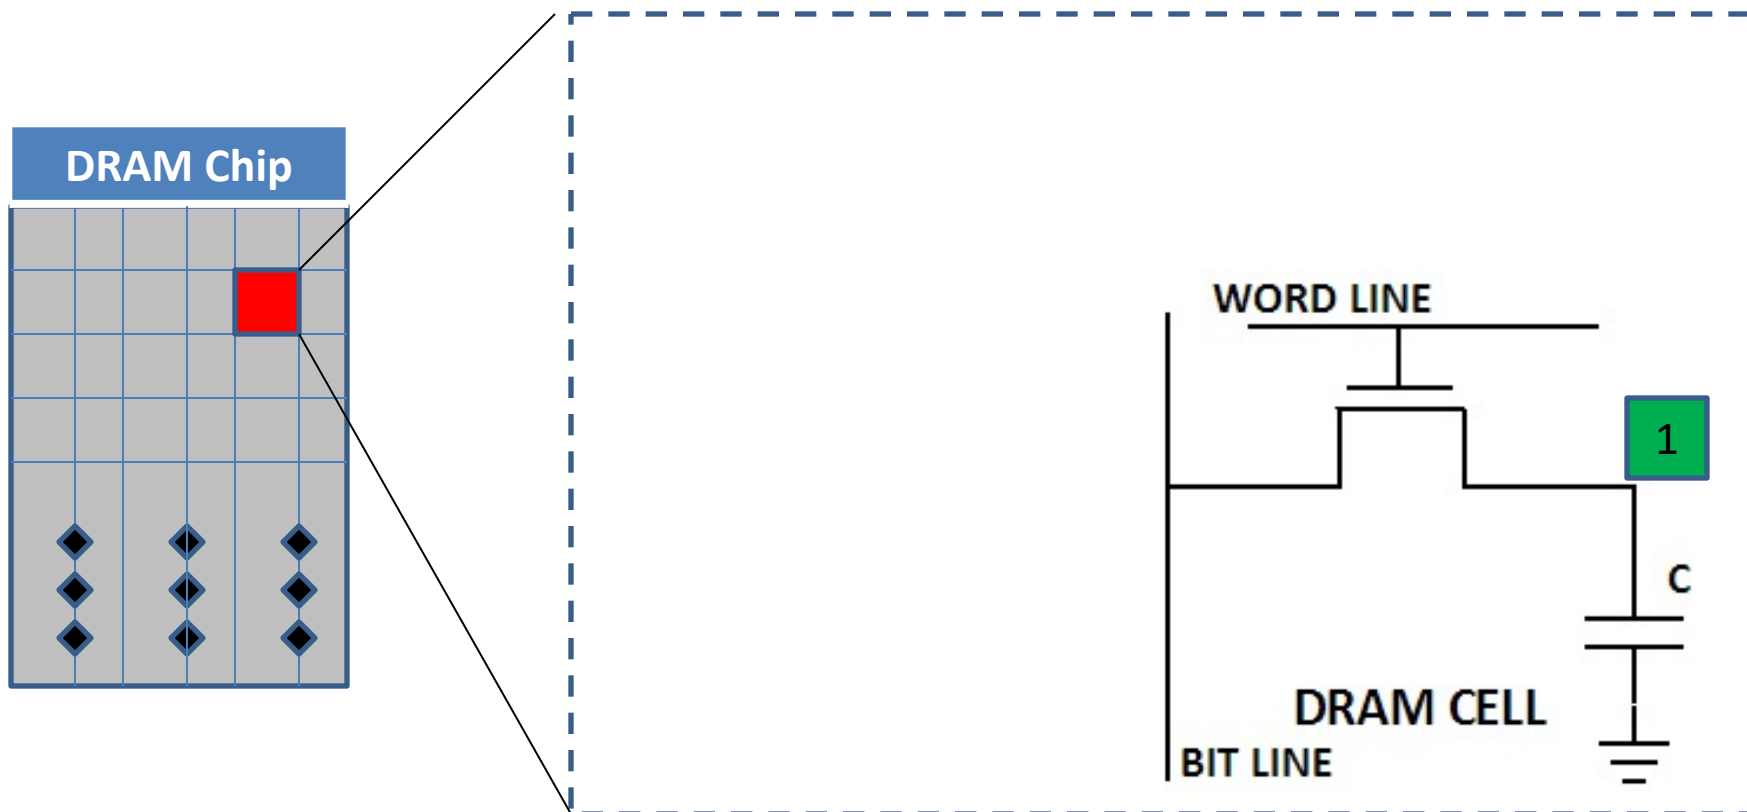 DRAM Chip
WORD LINE
1
C
DRAM CELL
BIT LINE